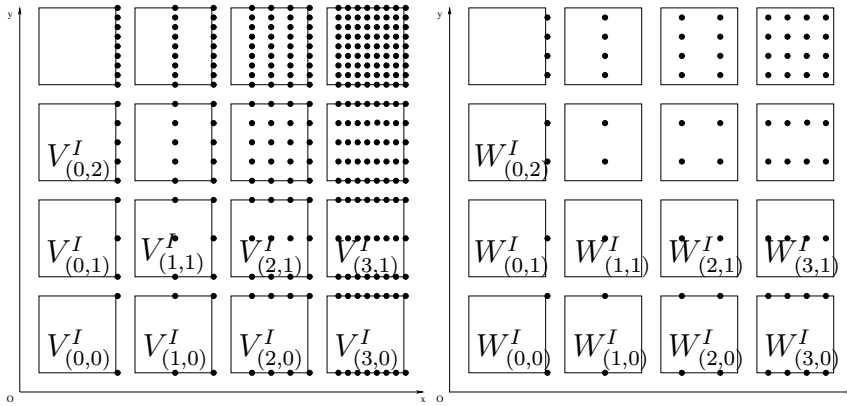 y y
V^I_{(0,2)} W^I_{(0,2)}
V^I_{(0,1)} V^I_{(1,1)} V^I_{(2,1)} V^I_{(3,1)} W^I_{(0,1)} W^I_{(1,1)} W^I_{(2,1)} W^I_{(3,1)}
V^I_{(0,0)} V^I_{(1,0)} V^I_{(2,0)} V^I_{(3,0)} W^I_{(0,0)} W^I_{(1,0)} W^I_{(2,0)} W^I_{(3,0)}
O x O